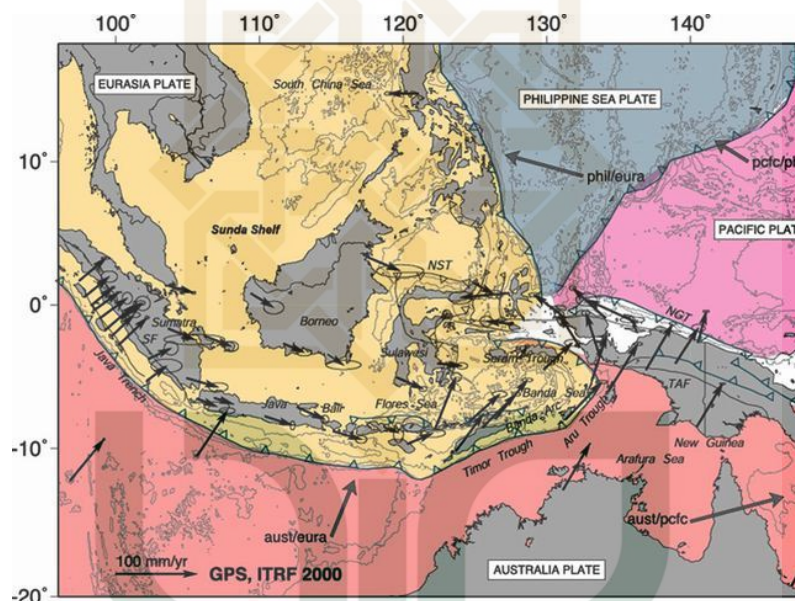 100° 110° 120° 130° 140°
EURASIA PLATE
South China Sea
PHILIPPINE SEA PLATE
10°
phil/eura
pcfc/ph
Sunda Shelf
PACIFIC PLAT
NST
0°
Sumatra
SF
Borneo
NGT
Sulawesi
Seram Trough
Java Trench
Banda Sea
TAF
Java
Bali
Flores Sea
Banda Arc
Aru Trough
New Guinea
-10°
Timor Trough
Arafura Sea
aust/eura
aust/pcfc
100 mm/yr
GPS, ITRF 2000
AUSTRALIA PLATE
-20°